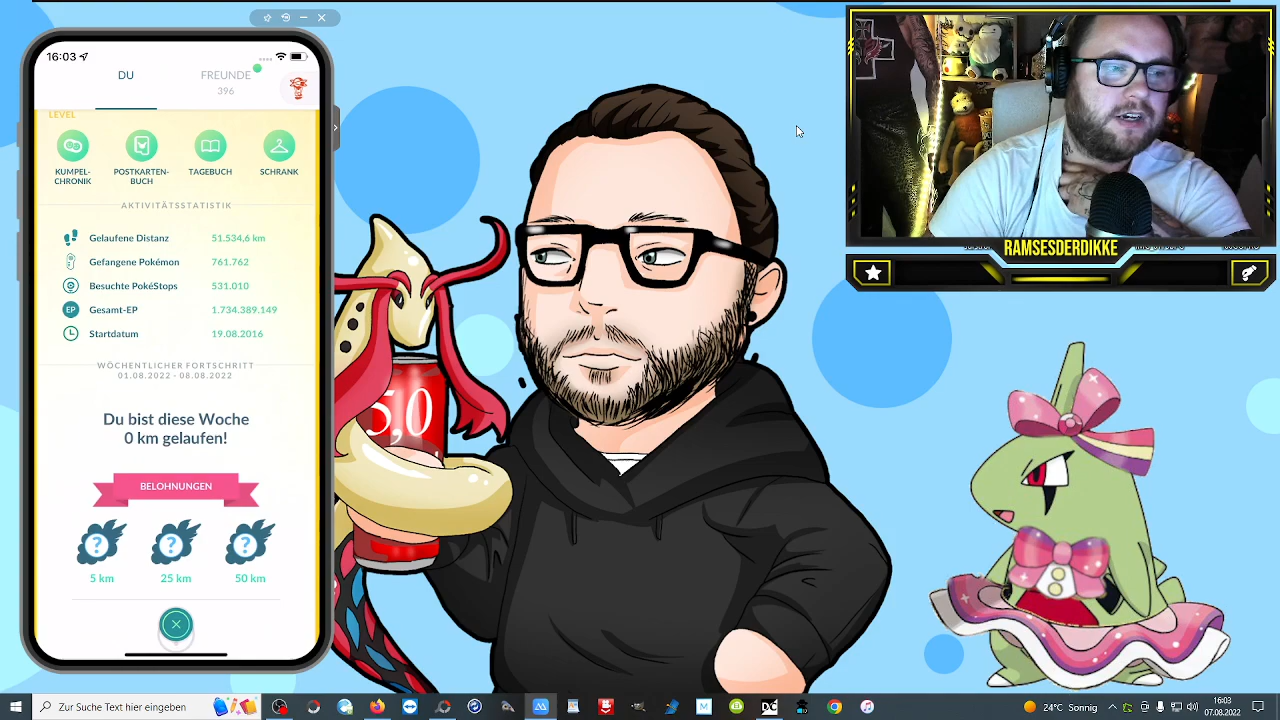 16:03
DU
FREUNDE
396
LEVEL
KUMPEL-
CHRONIK
POSTKARTEN-
BUCH
TAGEBUCH
SCHRANK
AKTIVITÄTSSTATISTIK
Gelaufene Distanz 51.534,6 km
Gefangene Pokémon 761.762
Besuchte PokéStops 531.010
EP Gesamt-EP 1.734.389.149
Startdatum 19.08.2016
WÖCHENTLICHER FORTSCHRITT
01.08.2022 - 08.08.2022
Du bist diese Woche
0 km gelaufen!
BELOHNUNGEN
? ? ?
5 km 25 km 50 km
5,0
RAMSESDERDIKKE
Zur Suche Text hier eingeben
24°C Sonnig
16:03
07.08.2022